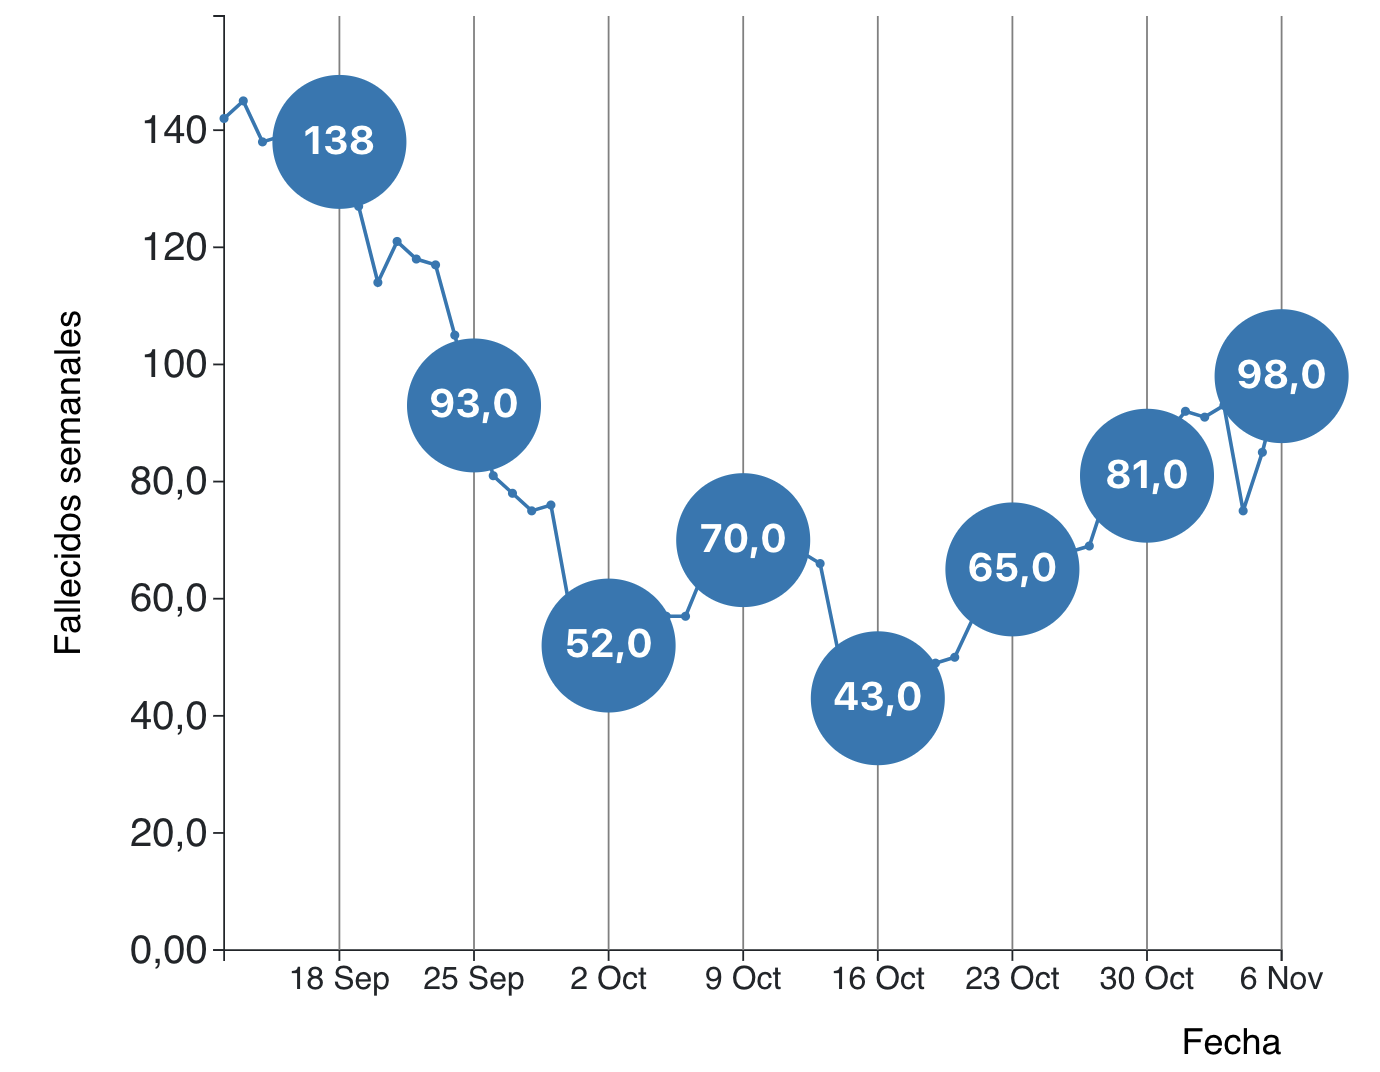 140
120
100
80,0
60,0
40,0
20,0
0,00
Fallecidos semanales
138
93,0
52,0
70,0
43,0
65,0
81,0
98,0
18 Sep
25 Sep
2 Oct
9 Oct
16 Oct
23 Oct
30 Oct
6 Nov
Fecha